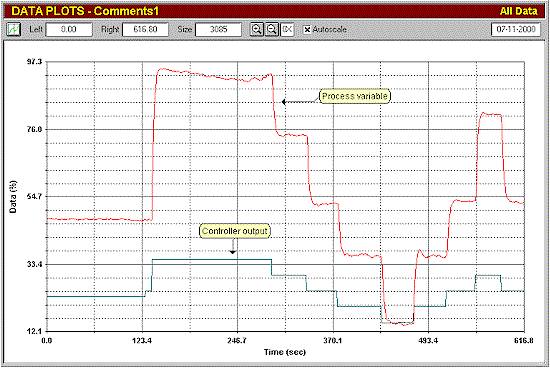 DATA PLOTS - Comments1 All Data
Left 0.00 Right 616.80 Size 3085 Autoscale 07-11-2000
97.3
Process variable
76.0
Data (%)
54.7
Controller output
33.4
12.1
0.0 123.4 246.7 370.1 493.4 616.8
Time (sec)